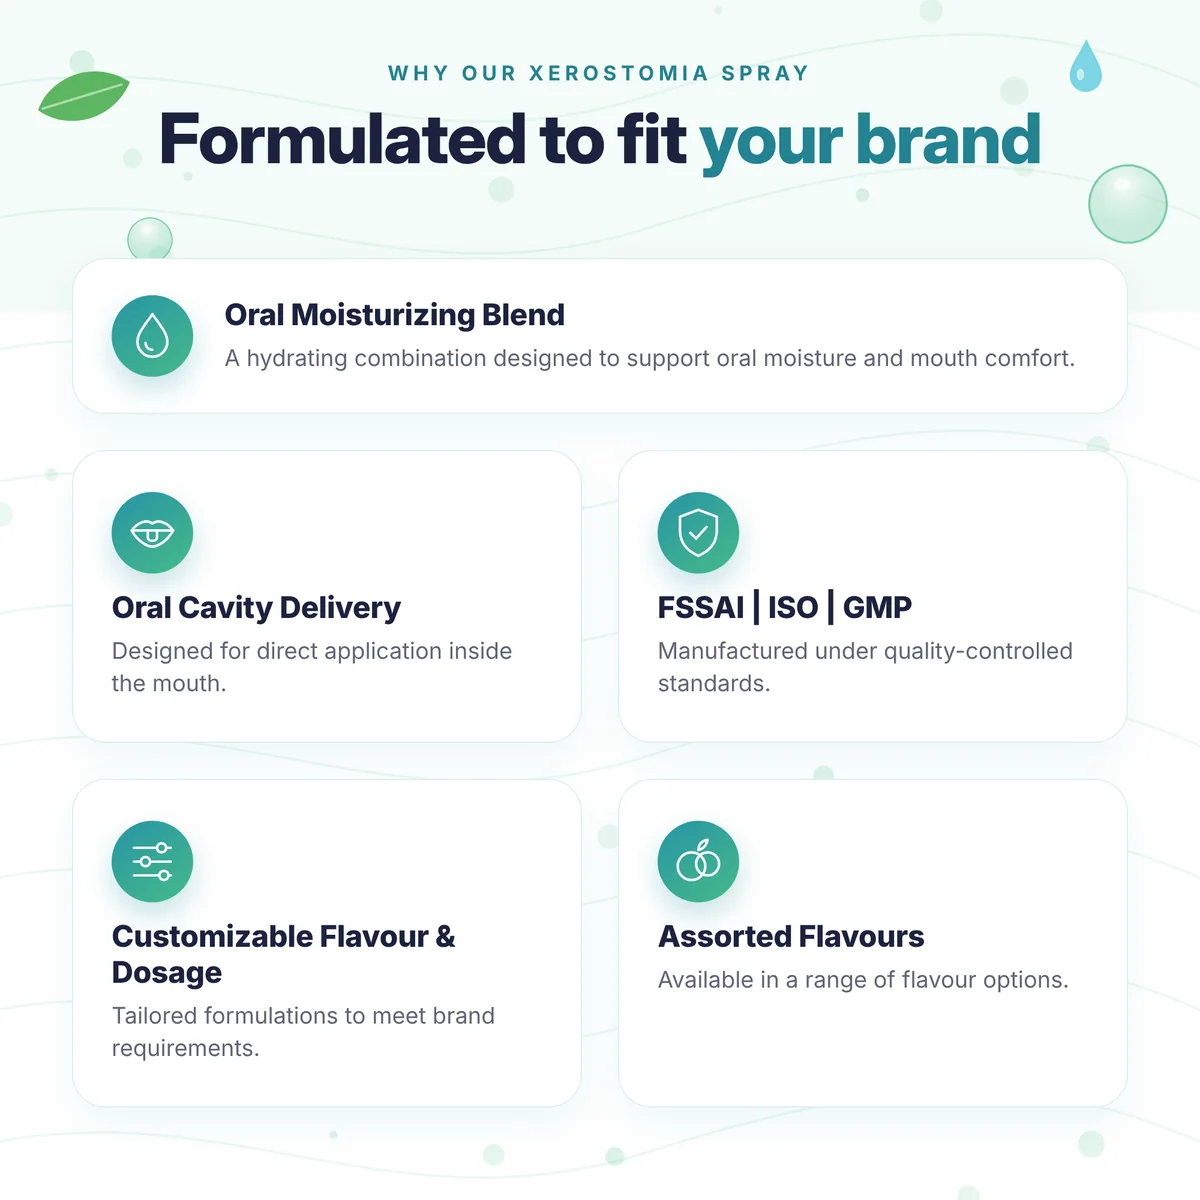 WHY OUR XEROSTOMIA SPRAY
Formulated to fit your brand
Oral Moisturizing Blend
A hydrating combination designed to support oral moisture and mouth comfort.
Oral Cavity Delivery
Designed for direct application inside
the mouth.
FSSAI | ISO | GMP
Manufactured under quality-controlled
standards.
Customizable Flavour &
Dosage
Tailored formulations to meet brand
requirements.
Assorted Flavours
Available in a range of flavour options.